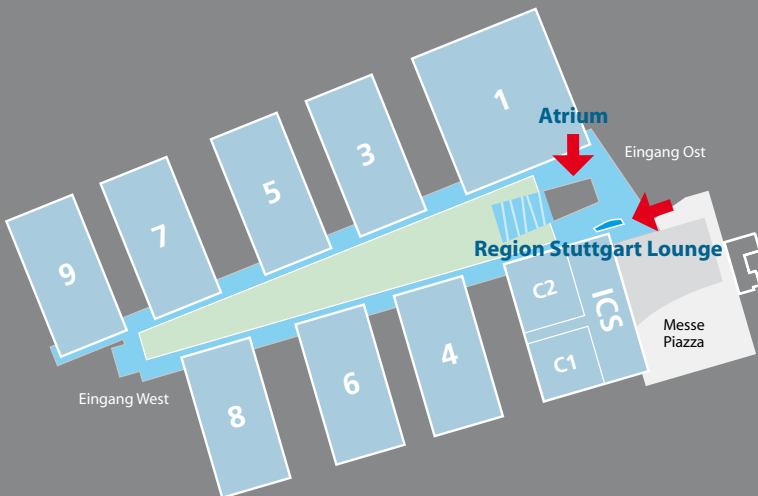 1
Atrium
3
Eingang Ost
5
7
Region Stuttgart Lounge
9
C2
ICS
Messe
Piazza
4
C1
6
Eingang West
8